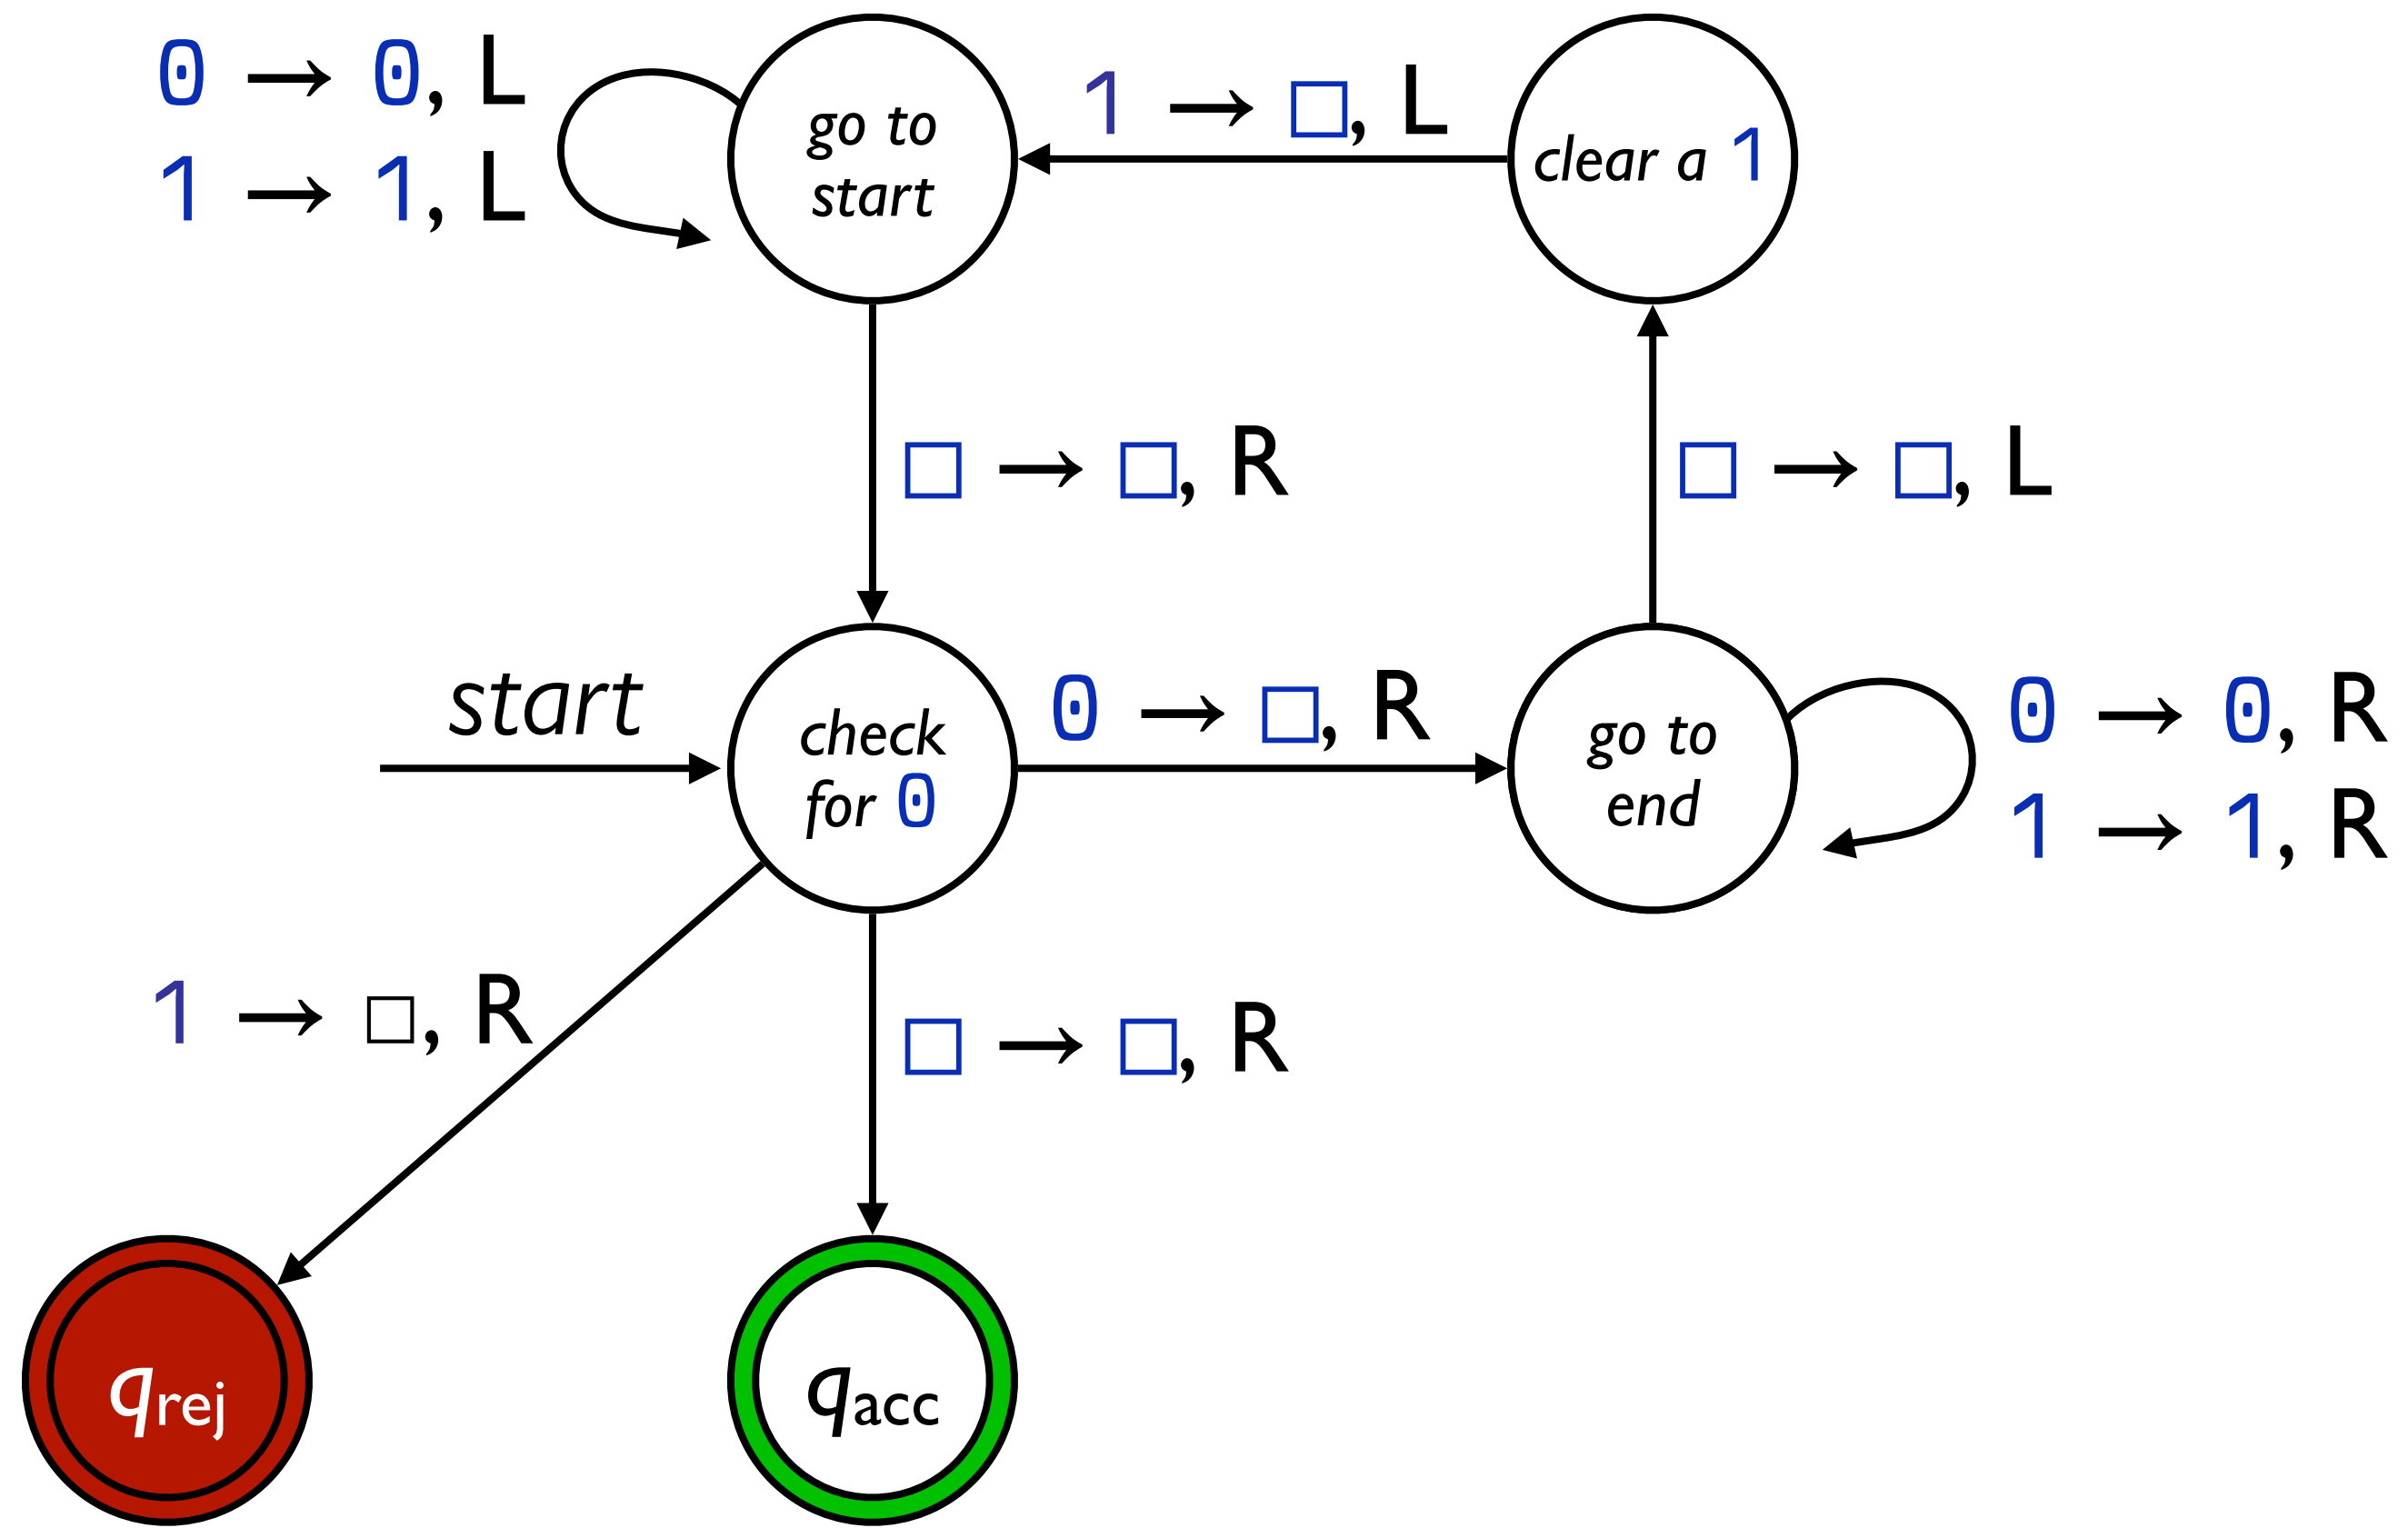 0 → 0, L
1 → 1, L
go to
start
1 → □, L
clear a 1
□ → □, R
□ → □, L
start
check
for 0
0 → □, R
go to
end
0 → 0, R
1 → 1, R
1 → □, R
□ → □, R
qrej
qacc